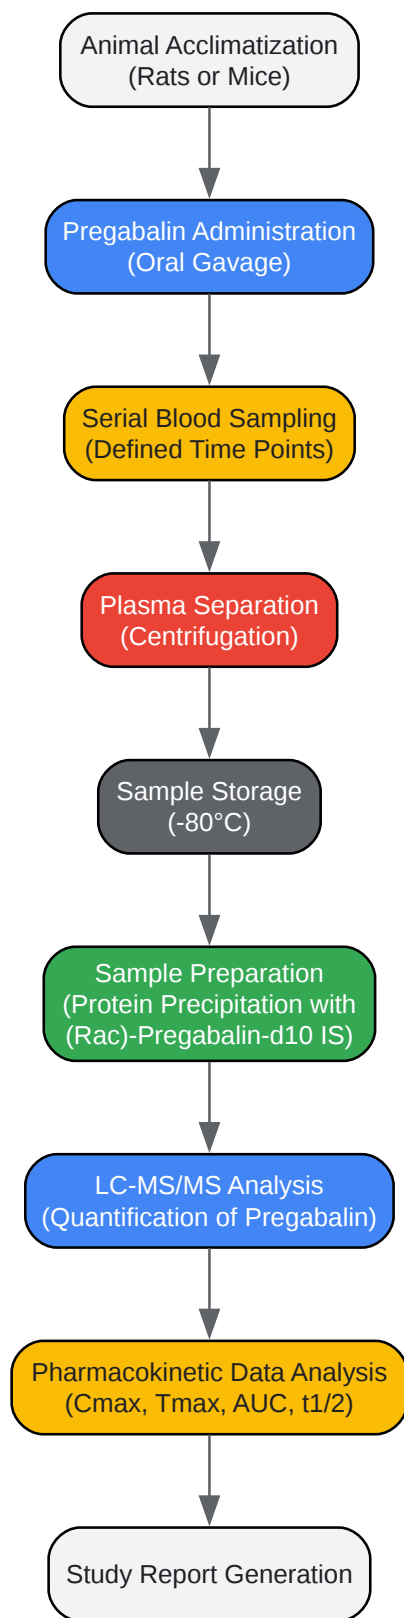 Animal Acclimatization
(Rats or Mice)
Pregabalin Administration
(Oral Gavage)
Serial Blood Sampling
(Defined Time Points)
Plasma Separation
(Centrifugation)
Sample Storage
(-80°C)
Sample Preparation
(Protein Precipitation with
(Rac)-Pregabalin-d10 IS)
LC-MS/MS Analysis
(Quantification of Pregabalin)
Pharmacokinetic Data Analysis
(Cmax, Tmax, AUC, t1/2)
Study Report Generation